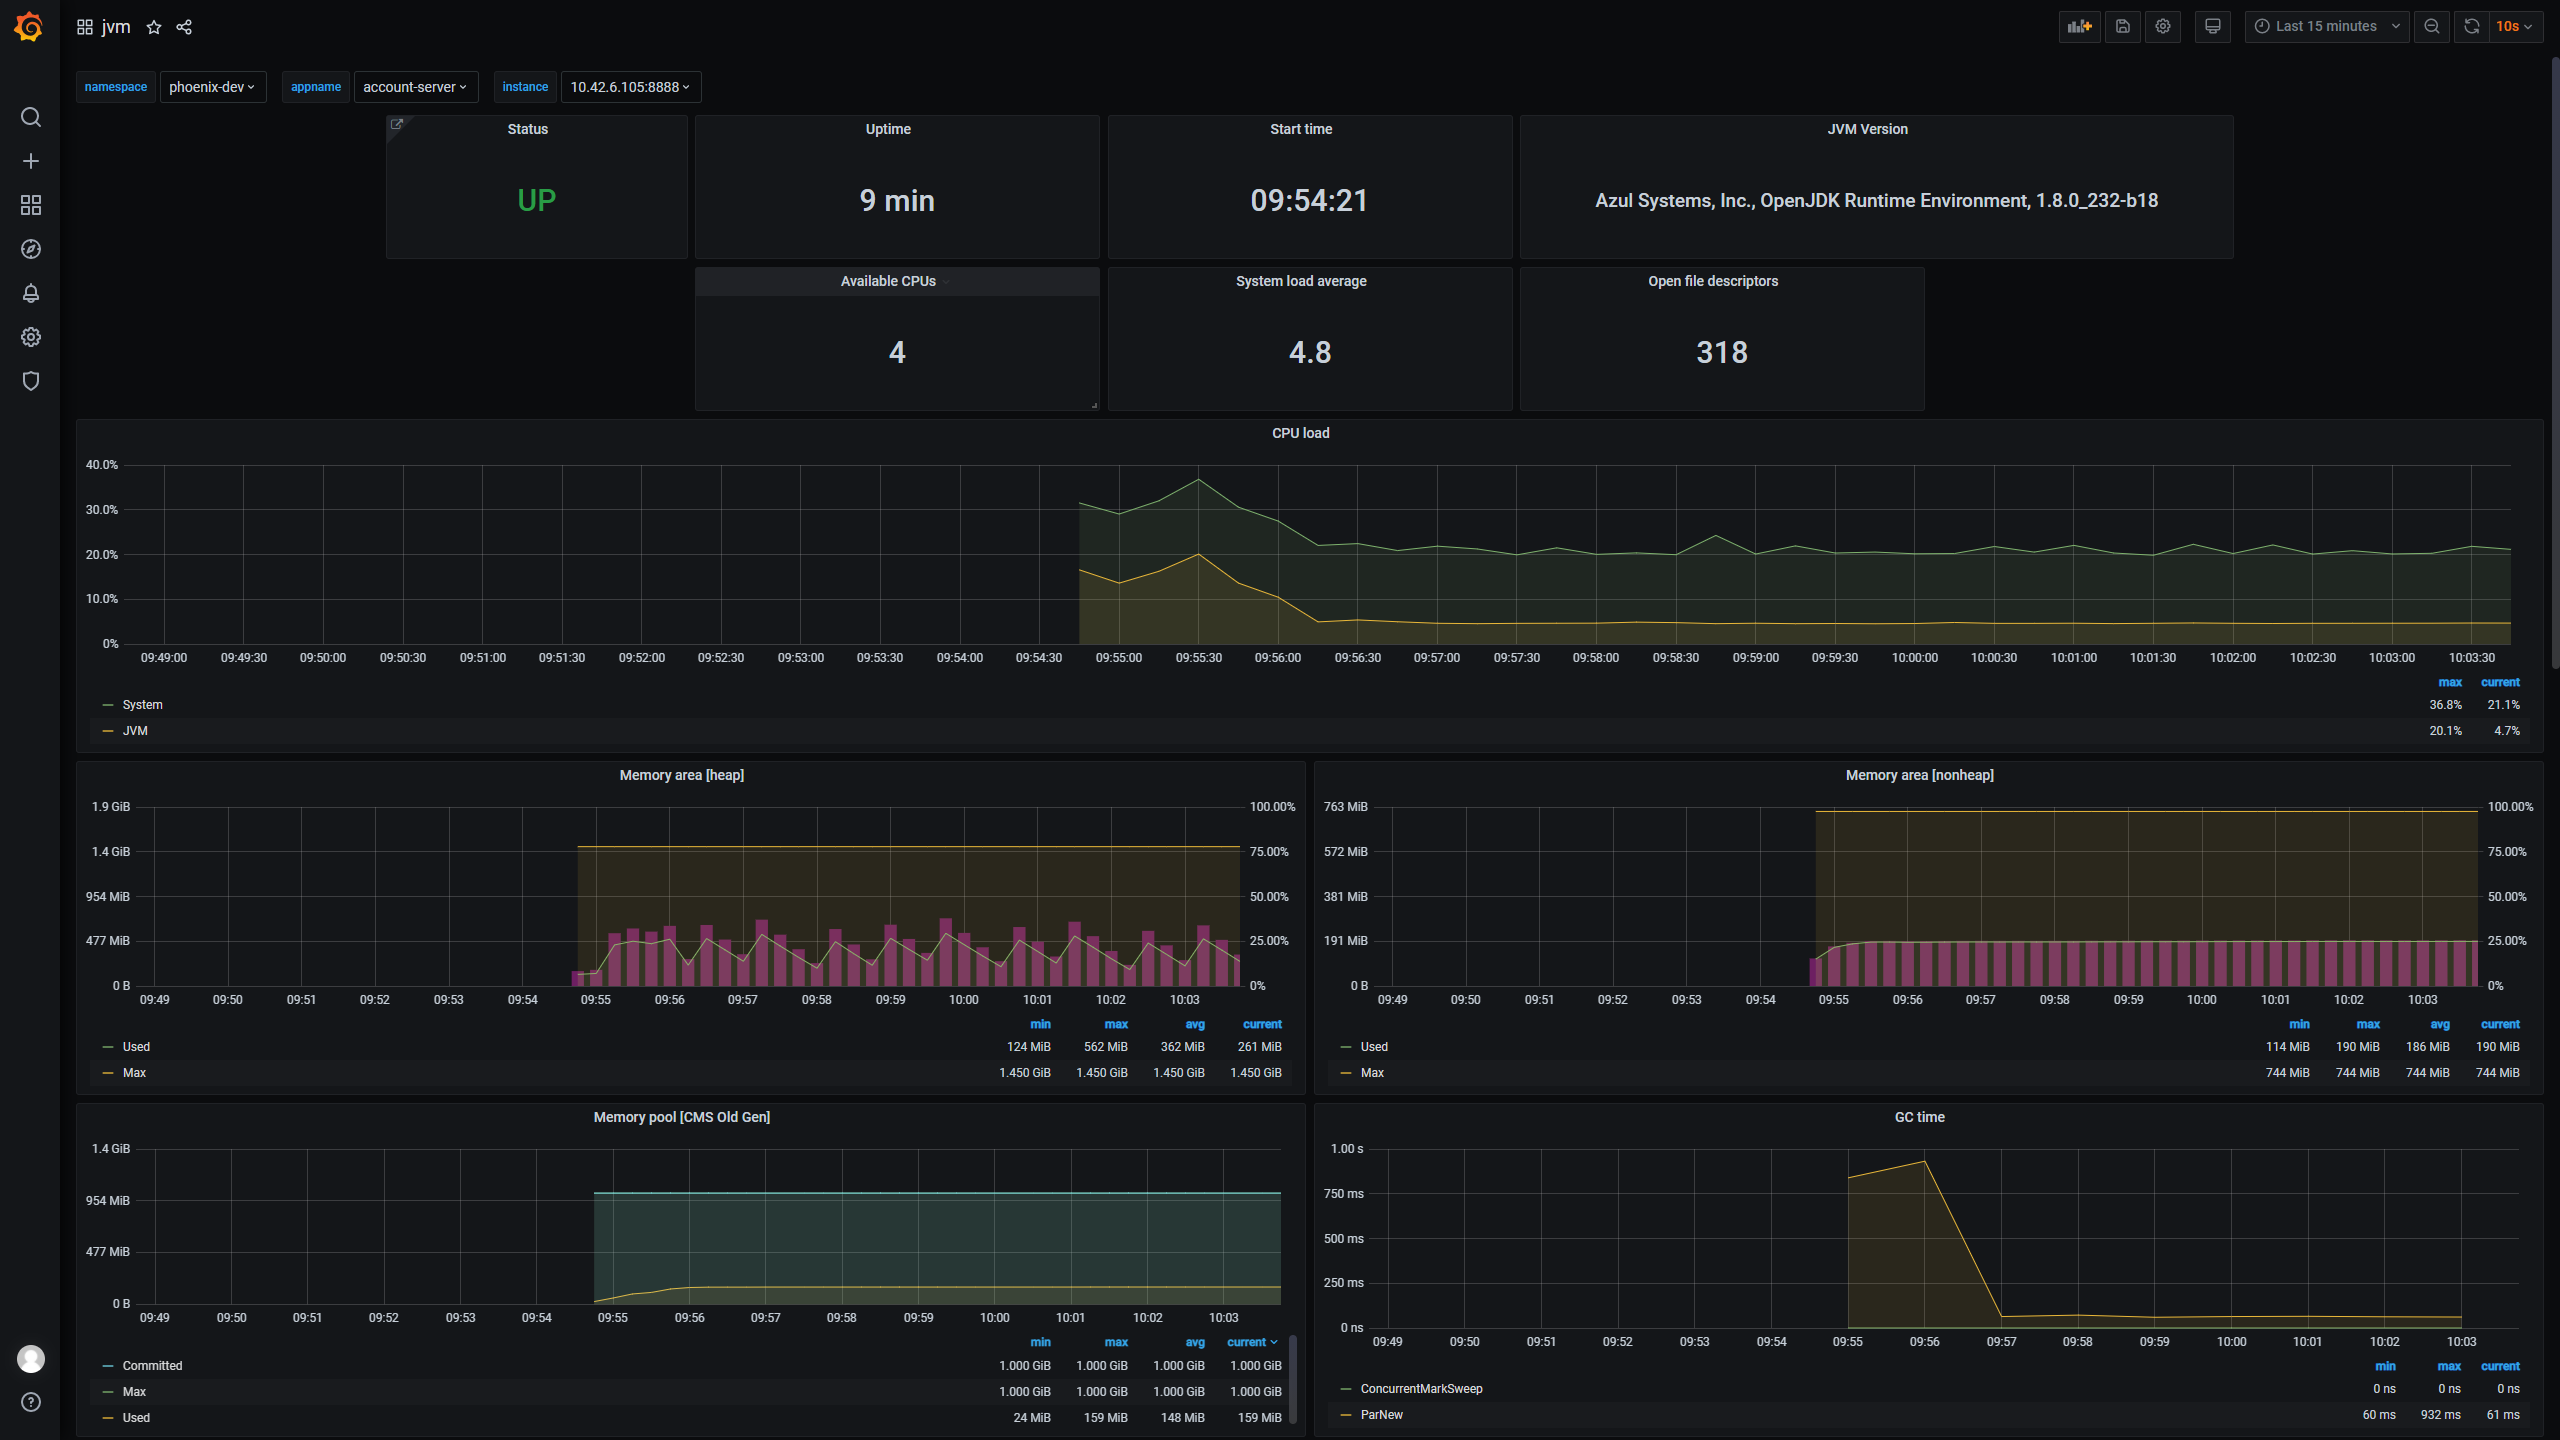 jvm
Last 15 minutes
10s
namespace phoenix-dev appname account-server instance 10.42.6.105:8888
Status
UP
Uptime
9 min
Start time
09:54:21
JVM Version
Azul Systems, Inc., OpenJDK Runtime Environment, 1.8.0_232-b18
Available CPUs
4
System load average
4.8
Open file descriptors
318
CPU load
40.0%
30.0%
20.0%
10.0%
0%
09:49:00 09:49:30 09:50:00 09:50:30 09:51:00 09:51:30 09:52:00 09:52:30 09:53:00 09:53:30 09:54:00 09:54:30 09:55:00 09:55:30 09:56:00 09:56:30 09:57:00 09:57:30 09:58:00 09:58:30 09:59:00 09:59:30 10:00:00 10:00:30 10:01:00 10:01:30 10:02:00 10:02:30 10:03:00 10:03:30
max current
System 36.8% 21.1%
JVM 20.1% 4.7%
Memory area [heap]
1.9 GiB 100.00%
1.4 GiB 75.00%
954 MiB 50.00%
477 MiB 25.00%
0 B 0%
09:49 09:50 09:51 09:52 09:53 09:54 09:55 09:56 09:57 09:58 09:59 10:00 10:01 10:02 10:03
min max avg current
Used 124 MiB 562 MiB 362 MiB 261 MiB
Max 1.450 GiB 1.450 GiB 1.450 GiB 1.450 GiB
Memory area [nonheap]
763 MiB 100.00%
572 MiB 75.00%
381 MiB 50.00%
191 MiB 25.00%
0 B 0%
09:49 09:50 09:51 09:52 09:53 09:54 09:55 09:56 09:57 09:58 09:59 10:00 10:01 10:02 10:03
min max avg current
Used 114 MiB 190 MiB 186 MiB 190 MiB
Max 744 MiB 744 MiB 744 MiB 744 MiB
Memory pool [CMS Old Gen]
1.4 GiB
954 MiB
477 MiB
0 B
09:49 09:50 09:51 09:52 09:53 09:54 09:55 09:56 09:57 09:58 09:59 10:00 10:01 10:02 10:03
min max avg current
Committed 1.000 GiB 1.000 GiB 1.000 GiB 1.000 GiB
Max 1.000 GiB 1.000 GiB 1.000 GiB 1.000 GiB
Used 24 MiB 159 MiB 148 MiB 159 MiB
GC time
1.00 s
750 ms
500 ms
250 ms
0 ns
09:49 09:50 09:51 09:52 09:53 09:54 09:55 09:56 09:57 09:58 09:59 10:00 10:01 10:02 10:03
min max current
ConcurrentMarkSweep 0 ns 0 ns 0 ns
ParNew 60 ms 932 ms 61 ms